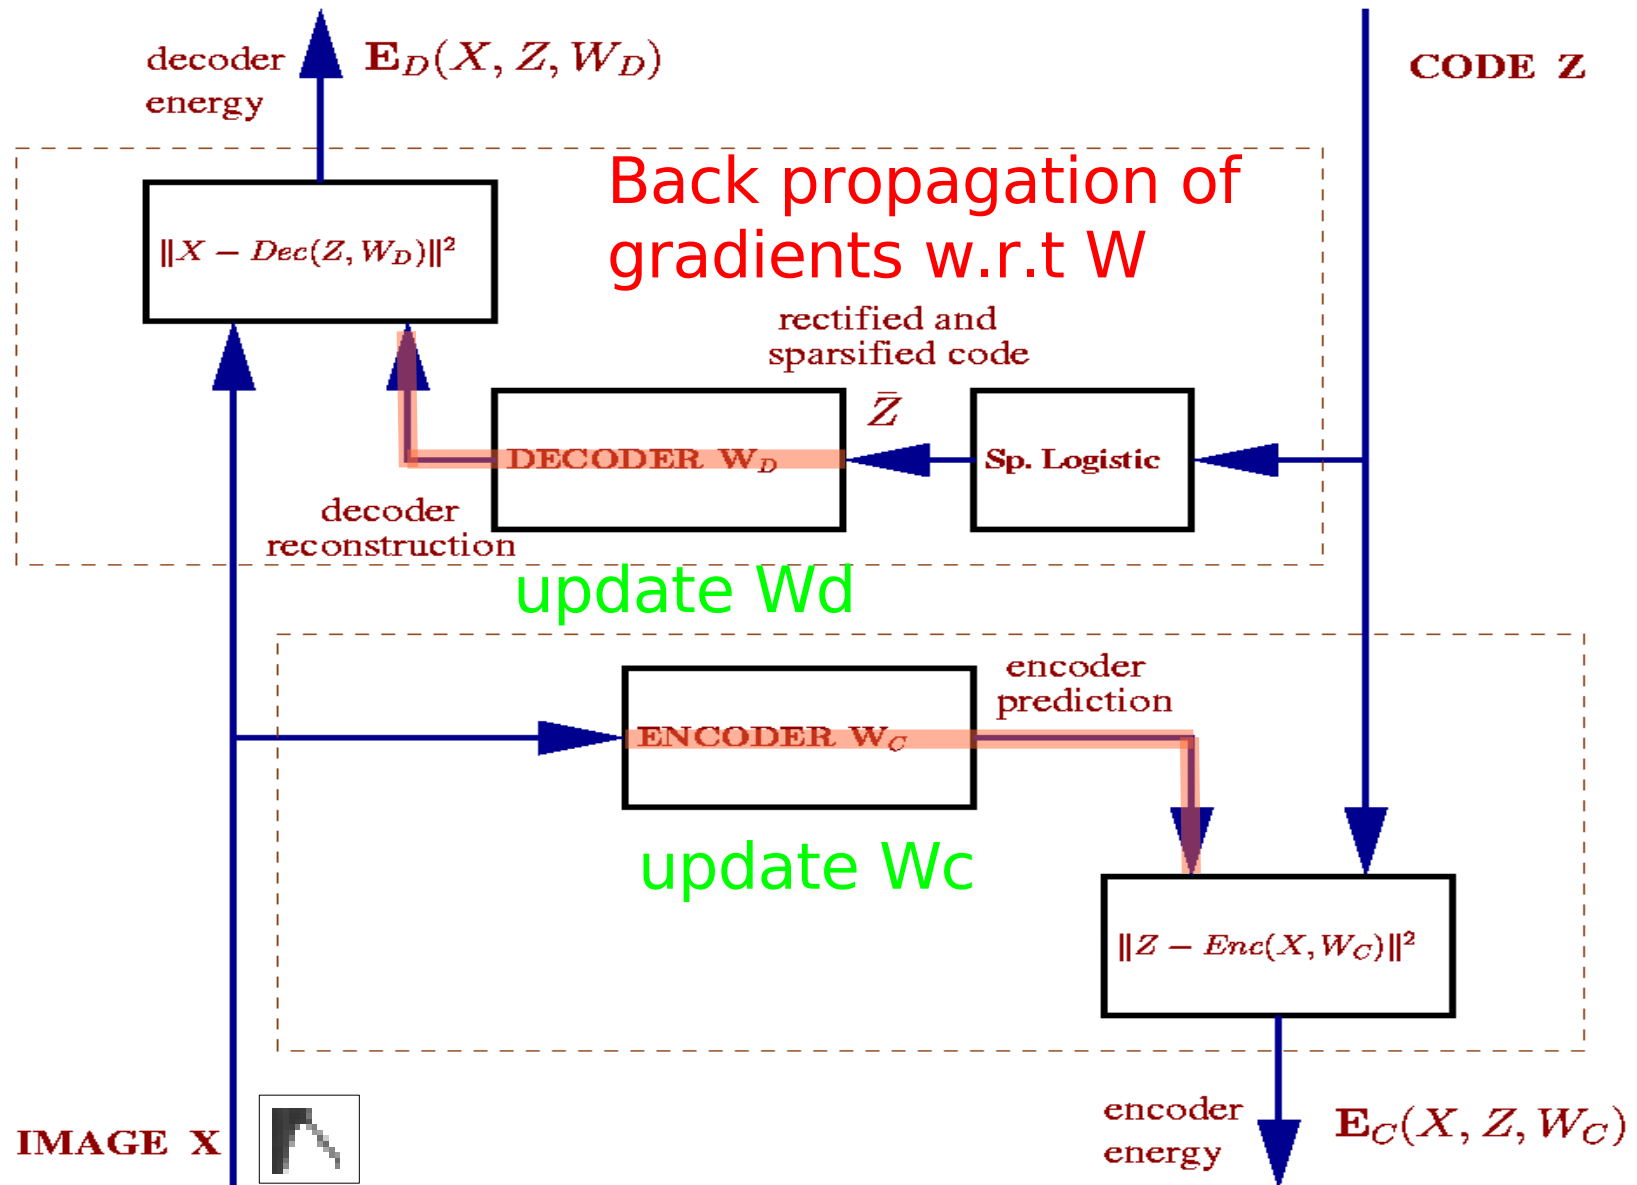 decoder
energy
E_D(X, Z, W_D)
CODE Z
Back propagation of
gradients w.r.t W
‖X − Dec(Z, W_D)‖²
rectified and
sparsified code
Z̄
DECODER W_D
Sp. Logistic
decoder
reconstruction
update Wd
encoder
prediction
ENCODER W_C
update Wc
‖Z − Enc(X, W_C)‖²
IMAGE X
encoder
energy
E_C(X, Z, W_C)